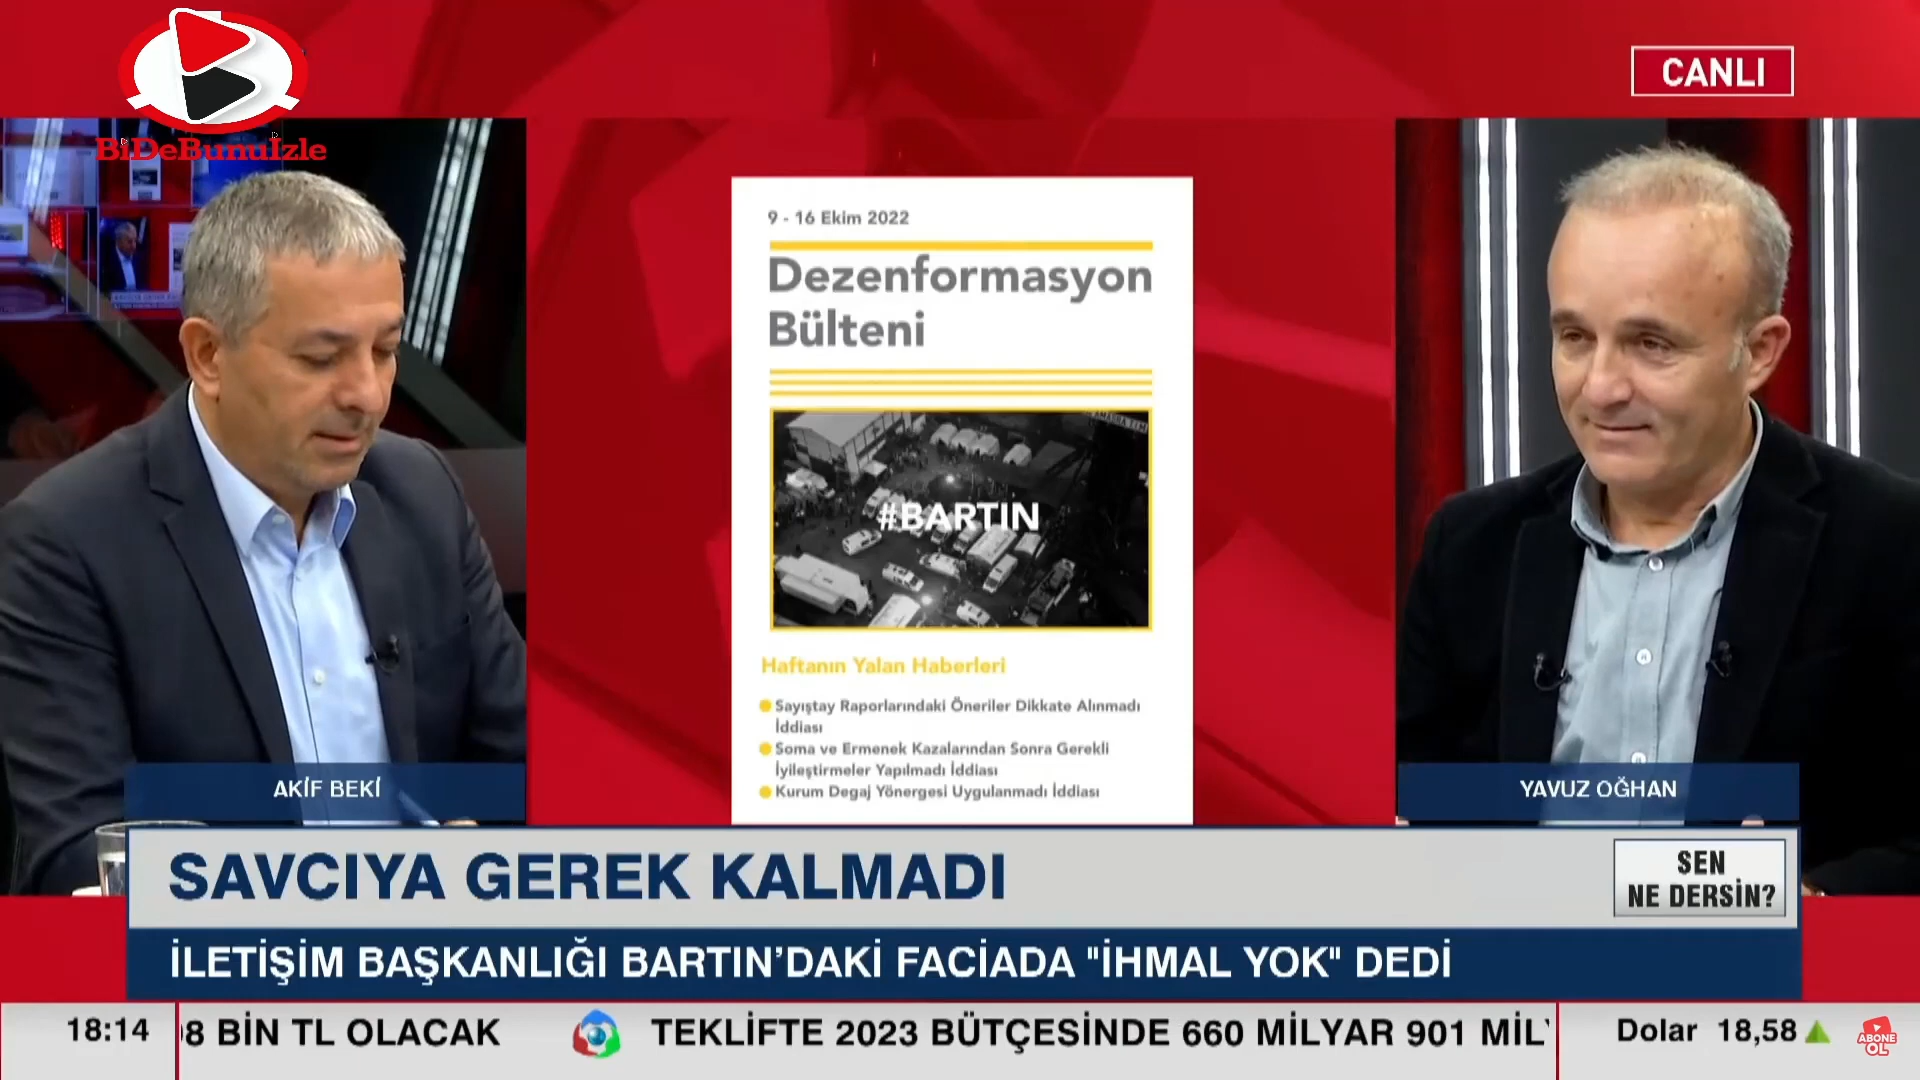 BiDeBunuİzle
CANLI
9 - 16 Ekim 2022
Dezenformasyon
Bülteni
#BARTIN
Haftanın Yalan Haberleri
Sayıştay Raporlarındaki Öneriler Dikkate Alınmadı
İddiası
Soma ve Ermenek Kazalarından Sonra Gerekli
İyileştirmeler Yapılmadı İddiası
Kurum Degaj Yönergesi Uygulanmadı İddiası
AKİF BEKİ
YAVUZ OĞHAN
SAVCIYA GEREK KALMADI
SEN
NE DERSİN?
İLETİŞİM BAŞKANLIĞI BARTIN'DAKİ FACİADA "İHMAL YOK" DEDİ
18:14
8 BİN TL OLACAK
TEKLİFTE 2023 BÜTÇESİNDE 660 MİLYAR 901 MİLY
Dolar 18,58
ABONE
OL